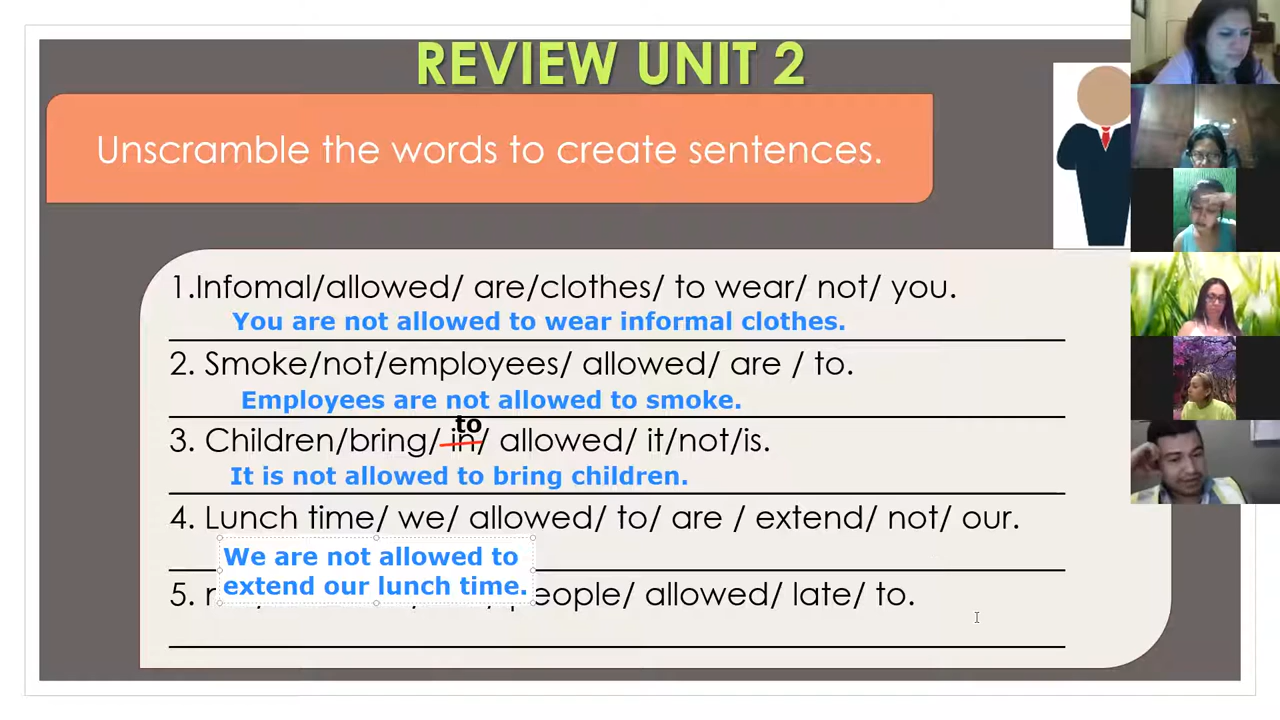 REVIEW UNIT 2
Unscramble the words to create sentences.
1.Infomal/allowed/ are/clothes/ to wear/ not/ you.
You are not allowed to wear informal clothes.
2. Smoke/not/employees/ allowed/ are / to.
Employees are not allowed to smoke.
to
3. Children/bring/ in/ allowed/ it/not/is.
It is not allowed to bring children.
4. Lunch time/ we/ allowed/ to/ are / extend/ not/ our.
We are not allowed to
extend our lunch time.
5. people/ allowed/ late/ to.